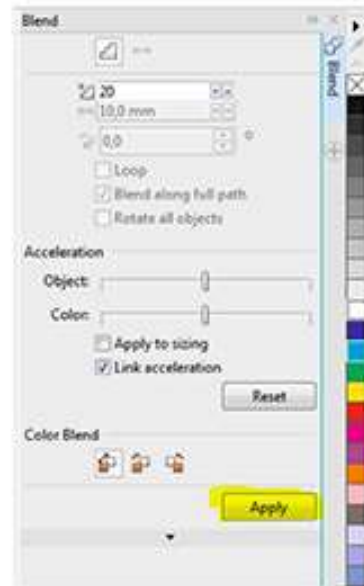 Blend
Blend
20
10,0 mm
0,0 °
Loop
Blend along full path
Rotate all objects
Acceleration
Object:
Color:
Apply to sizing
Link acceleration
Reset
Color Blend
Apply